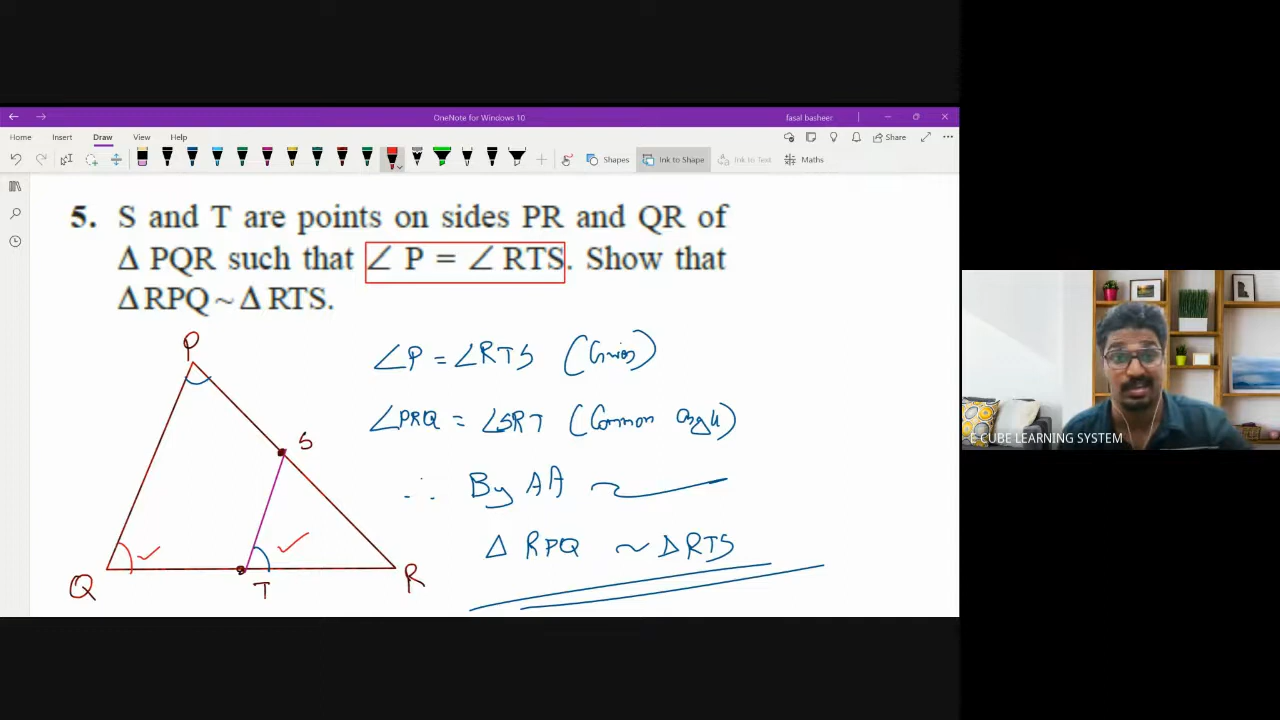 OneNote for Windows 10
fasal basheer
Home Insert Draw View Help
Share
Shapes
Ink to Shape
Ink to Text
Maths
5. S and T are points on sides PR and QR of
Δ PQR such that ∠ P = ∠ RTS. Show that
Δ RPQ ~ Δ RTS.
P
S
Q
T
R
∠P = ∠RTS (Given)
∠PRQ = ∠SRT (Common angle)
∴ By AA ~
Δ RPQ ~ Δ RTS
E CUBE LEARNING SYSTEM